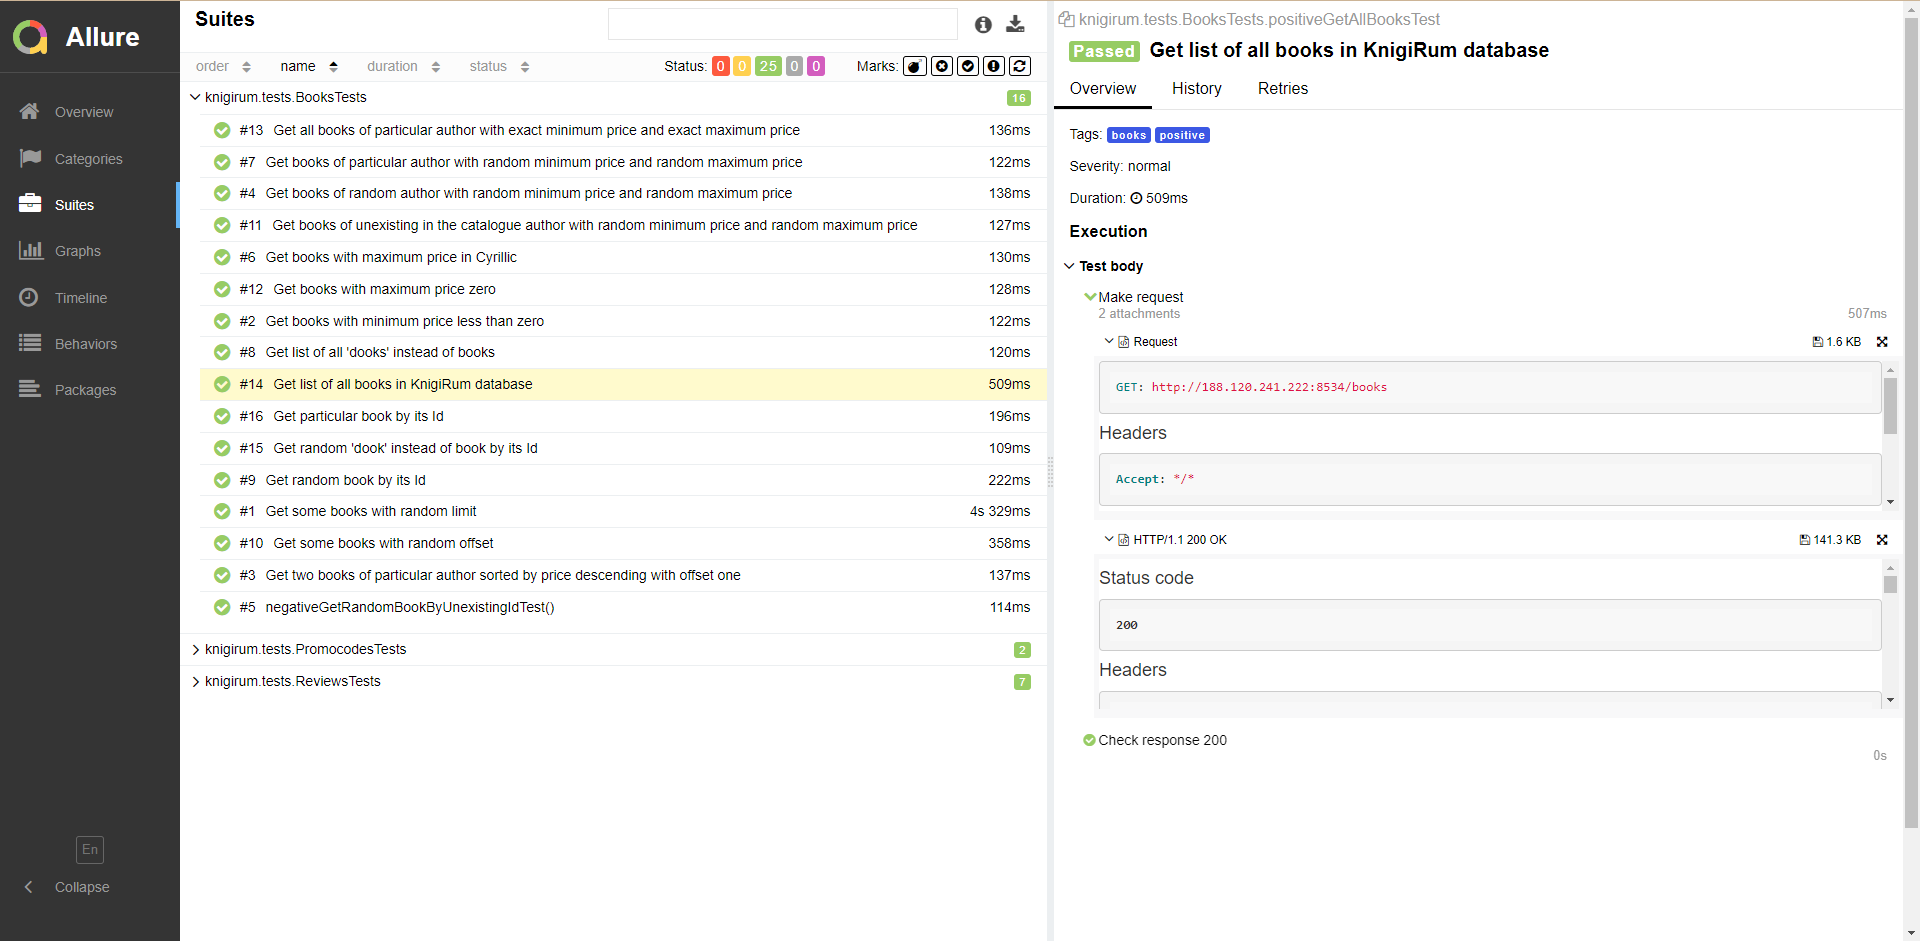 Allure
Overview
Categories
Suites
Graphs
Timeline
Behaviors
Packages
En
Collapse
Suites
order name duration status Status: 0 0 25 0 0 Marks:
knigirum.tests.BooksTests 16
#13 Get all books of particular author with exact minimum price and exact maximum price 136ms
#7 Get books of particular author with random minimum price and random maximum price 122ms
#4 Get books of random author with random minimum price and random maximum price 138ms
#11 Get books of unexisting in the catalogue author with random minimum price and random maximum price 127ms
#6 Get books with maximum price in Cyrillic 130ms
#12 Get books with maximum price zero 128ms
#2 Get books with minimum price less than zero 122ms
#8 Get list of all 'dooks' instead of books 120ms
#14 Get list of all books in KnigiRum database 509ms
#16 Get particular book by its Id 196ms
#15 Get random 'dook' instead of book by its Id 109ms
#9 Get random book by its Id 222ms
#1 Get some books with random limit 4s 329ms
#10 Get some books with random offset 358ms
#3 Get two books of particular author sorted by price descending with offset one 137ms
#5 negativeGetRandomBookByUnexistingIdTest() 114ms
knigirum.tests.PromocodesTests 2
knigirum.tests.ReviewsTests 7
knigirum.tests.BooksTests.positiveGetAllBooksTest
Passed Get list of all books in KnigiRum database
Overview History Retries
Tags: books positive
Severity: normal
Duration: 509ms
Execution
Test body
Make request
2 attachments 507ms
Request 1.6 KB
GET: http://188.120.241.222:8534/books
Headers
Accept: */*
HTTP/1.1 200 OK 141.3 KB
Status code
200
Headers
Check response 200
0s